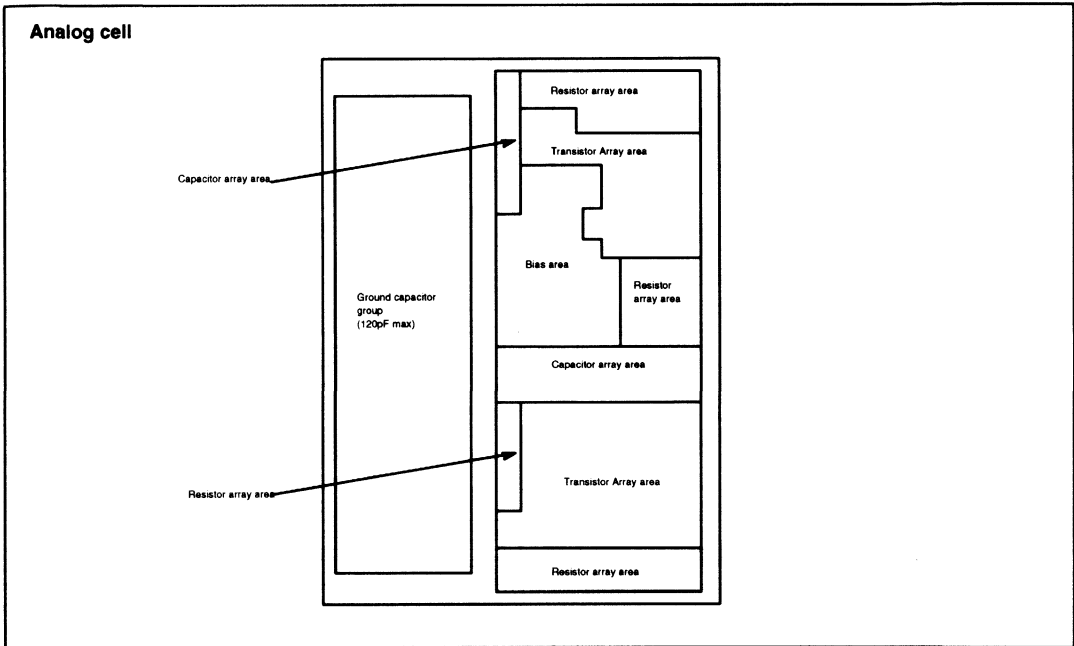 Analog cell
Resistor array area
Transistor Array area
Capacitor array area
Bias area
Resistor
array area
Ground capacitor
group
(120pF max)
Capacitor array area
Transistor Array area
Resistor array area
Resistor array area